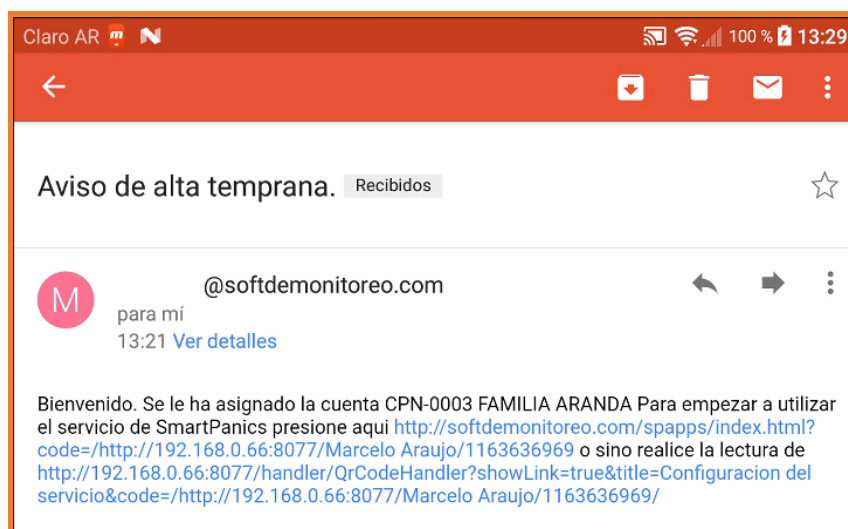 Claro AR 100 % 13:29
Aviso de alta temprana. Recibidos
M @softdemonitoreo.com
para mí
13:21 Ver detalles
Bienvenido. Se le ha asignado la cuenta CPN-0003 FAMILIA ARANDA Para empezar a utilizar
el servicio de SmartPanics presione aqui http://softdemonitoreo.com/spapps/index.html?
code=/http://192.168.0.66:8077/Marcelo Araujo/1163636969 o sino realice la lectura de
http://192.168.0.66:8077/handler/QrCodeHandler?showLink=true&title=Configuracion del
servicio&code=/http://192.168.0.66:8077/Marcelo Araujo/1163636969/